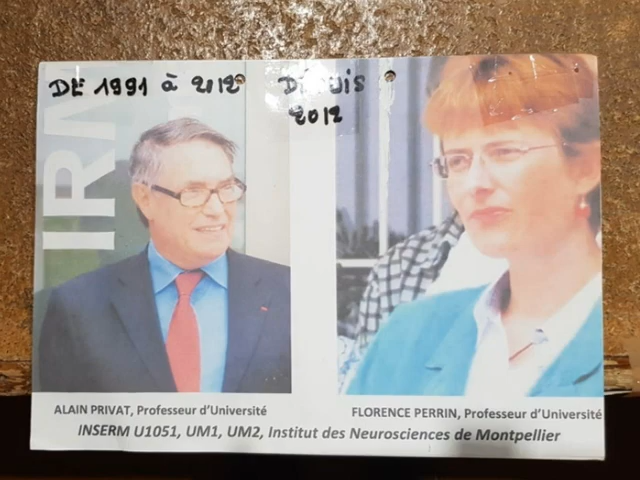 DE 1991 à 2012
DEPUIS
2012
IRM
ALAIN PRIVAT, Professeur d'Université
FLORENCE PERRIN, Professeur d'Université
INSERM U1051, UM1, UM2, Institut des Neurosciences de Montpellier